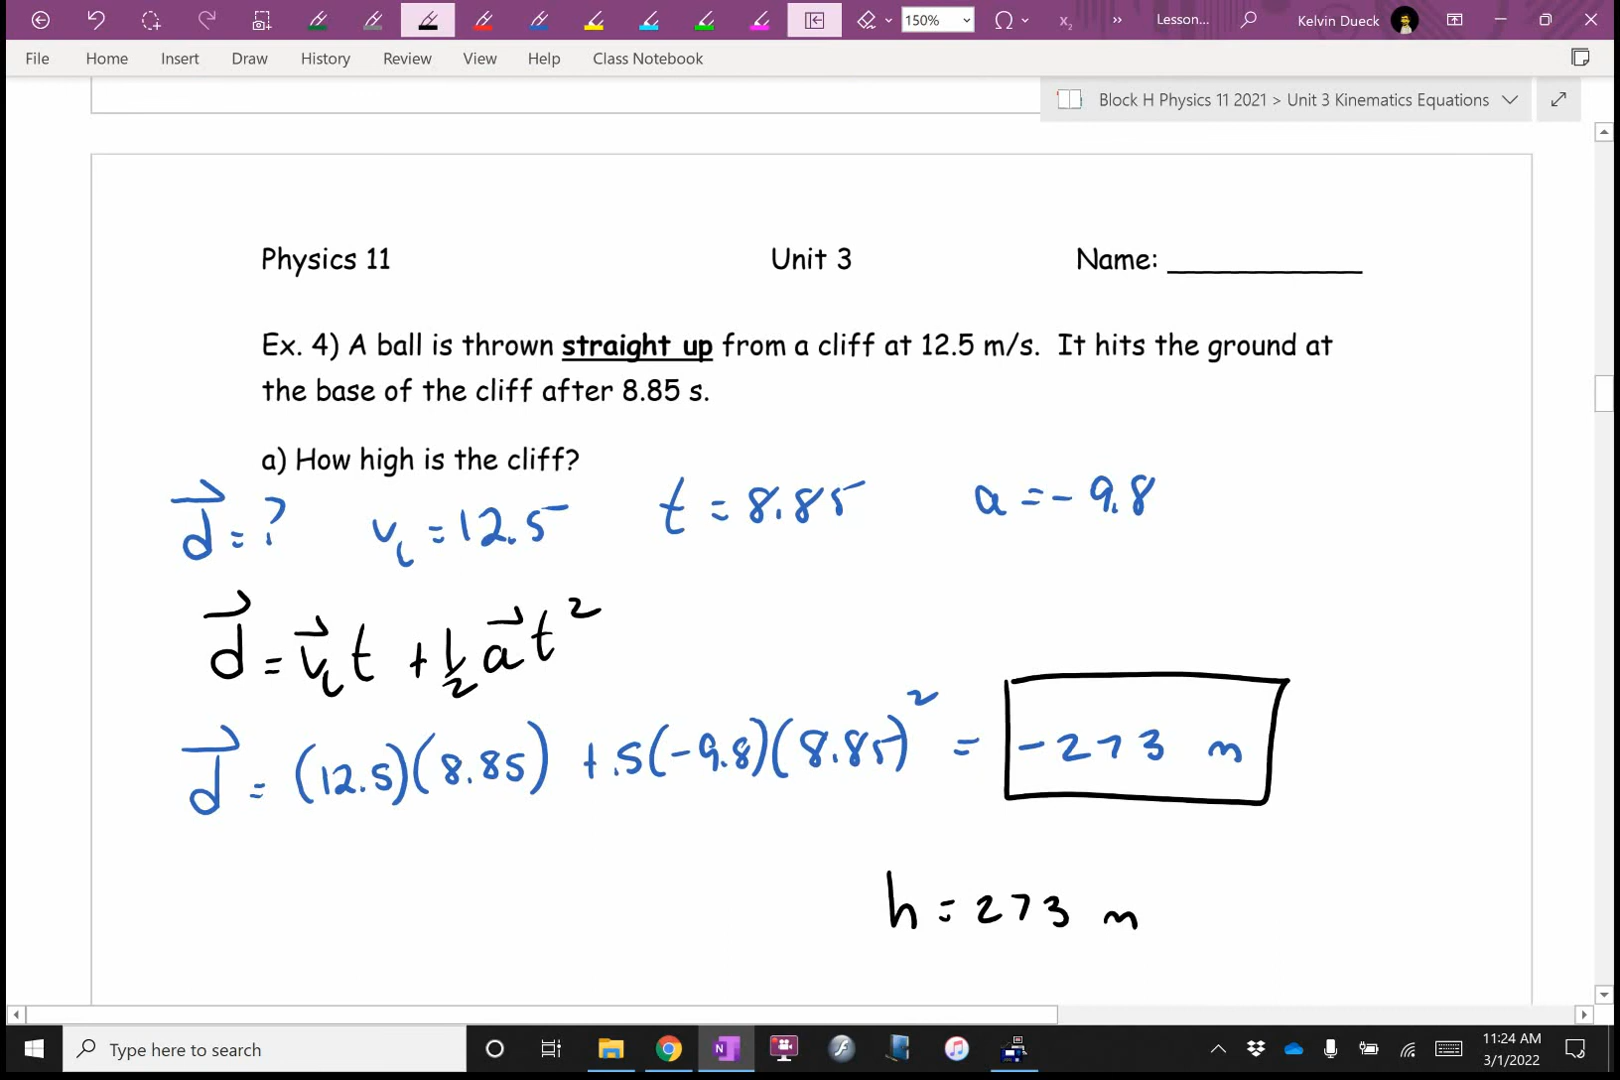 150% Lesson... Kelvin Dueck
File Home Insert Draw History Review View Help Class Notebook
Block H Physics 11 2021 > Unit 3 Kinematics Equations
Physics 11 Unit 3 Name: ____________
Ex. 4) A ball is thrown straight up from a cliff at 12.5 m/s. It hits the ground at
the base of the cliff after 8.85 s.
a) How high is the cliff?
d⃗ = ? vᵢ = 12.5 t = 8.85 a = -9.8
d⃗ = v⃗ᵢt + ½a⃗t²
d⃗ = (12.5)(8.85) + .5(-9.8)(8.85)² = -273 m
h = 273 m
Type here to search
11:24 AM
3/1/2022